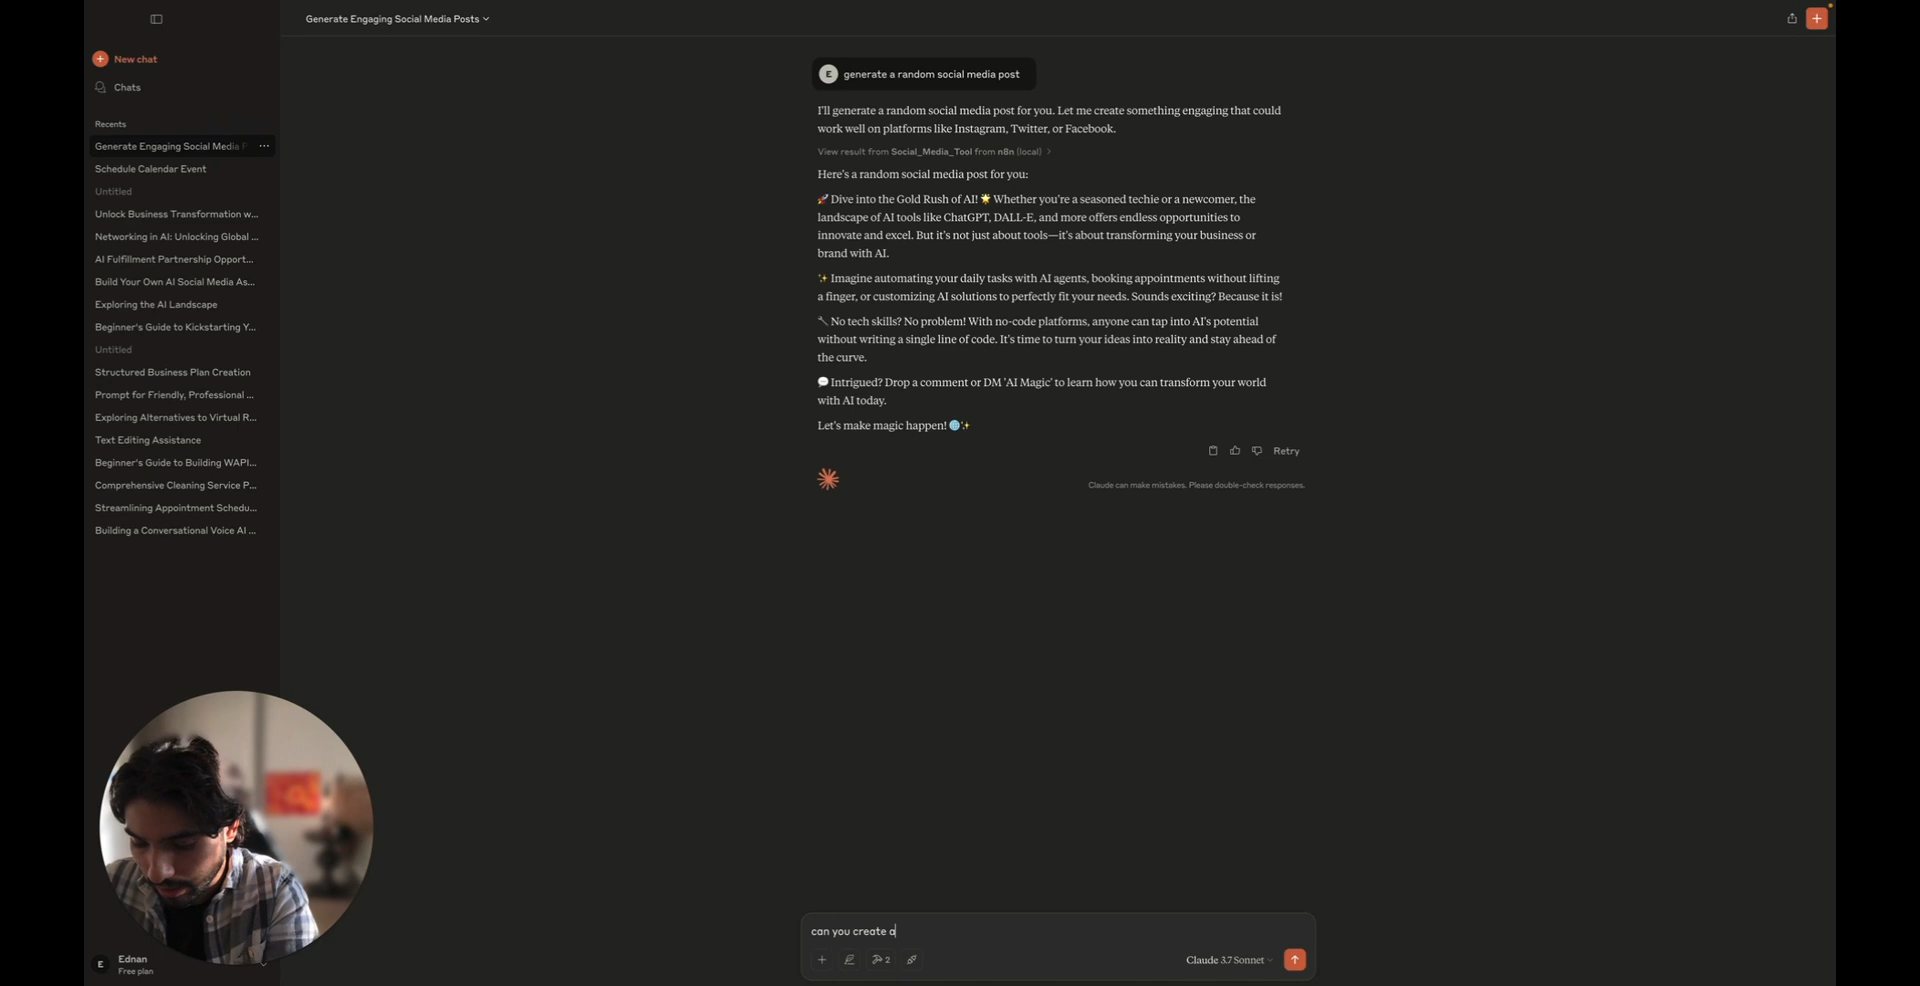 Generate Engaging Social Media Posts
New chat
Chats
Recents
Generate Engaging Social Media P
Schedule Calendar Event
Untitled
Unlock Business Transformation w...
Networking in AI: Unlocking Global ...
AI Fulfillment Partnership Opport...
Build Your Own AI Social Media As...
Exploring the AI Landscape
Beginner's Guide to Kickstarting Y...
Untitled
Structured Business Plan Creation
Prompt for Friendly, Professional ...
Exploring Alternatives to Virtual R...
Text Editing Assistance
Beginner's Guide to Building WAPI...
Comprehensive Cleaning Service P...
Streamlining Appointment Schedu...
Building a Conversational Voice AI ...
E
Ednan
Free plan
E generate a random social media post
I'll generate a random social media post for you. Let me create something engaging that could
work well on platforms like Instagram, Twitter, or Facebook.
View result from Social_Media_Tool from n8n (local)
Here's a random social media post for you:
🚀 Dive into the Gold Rush of AI! 🌟 Whether you're a seasoned techie or a newcomer, the
landscape of AI tools like ChatGPT, DALL-E, and more offers endless opportunities to
innovate and excel. But it's not just about tools—it's about transforming your business or
brand with AI.
✨ Imagine automating your daily tasks with AI agents, booking appointments without lifting
a finger, or customizing AI solutions to perfectly fit your needs. Sounds exciting? Because it is!
🔧 No tech skills? No problem! With no-code platforms, anyone can tap into AI's potential
without writing a single line of code. It's time to turn your ideas into reality and stay ahead of
the curve.
💬 Intrigued? Drop a comment or DM 'AI Magic' to learn how you can transform your world
with AI today.
Let's make magic happen! 🌐✨
Retry
Claude can make mistakes. Please double-check responses.
can you create a
2
Claude 3.7 Sonnet